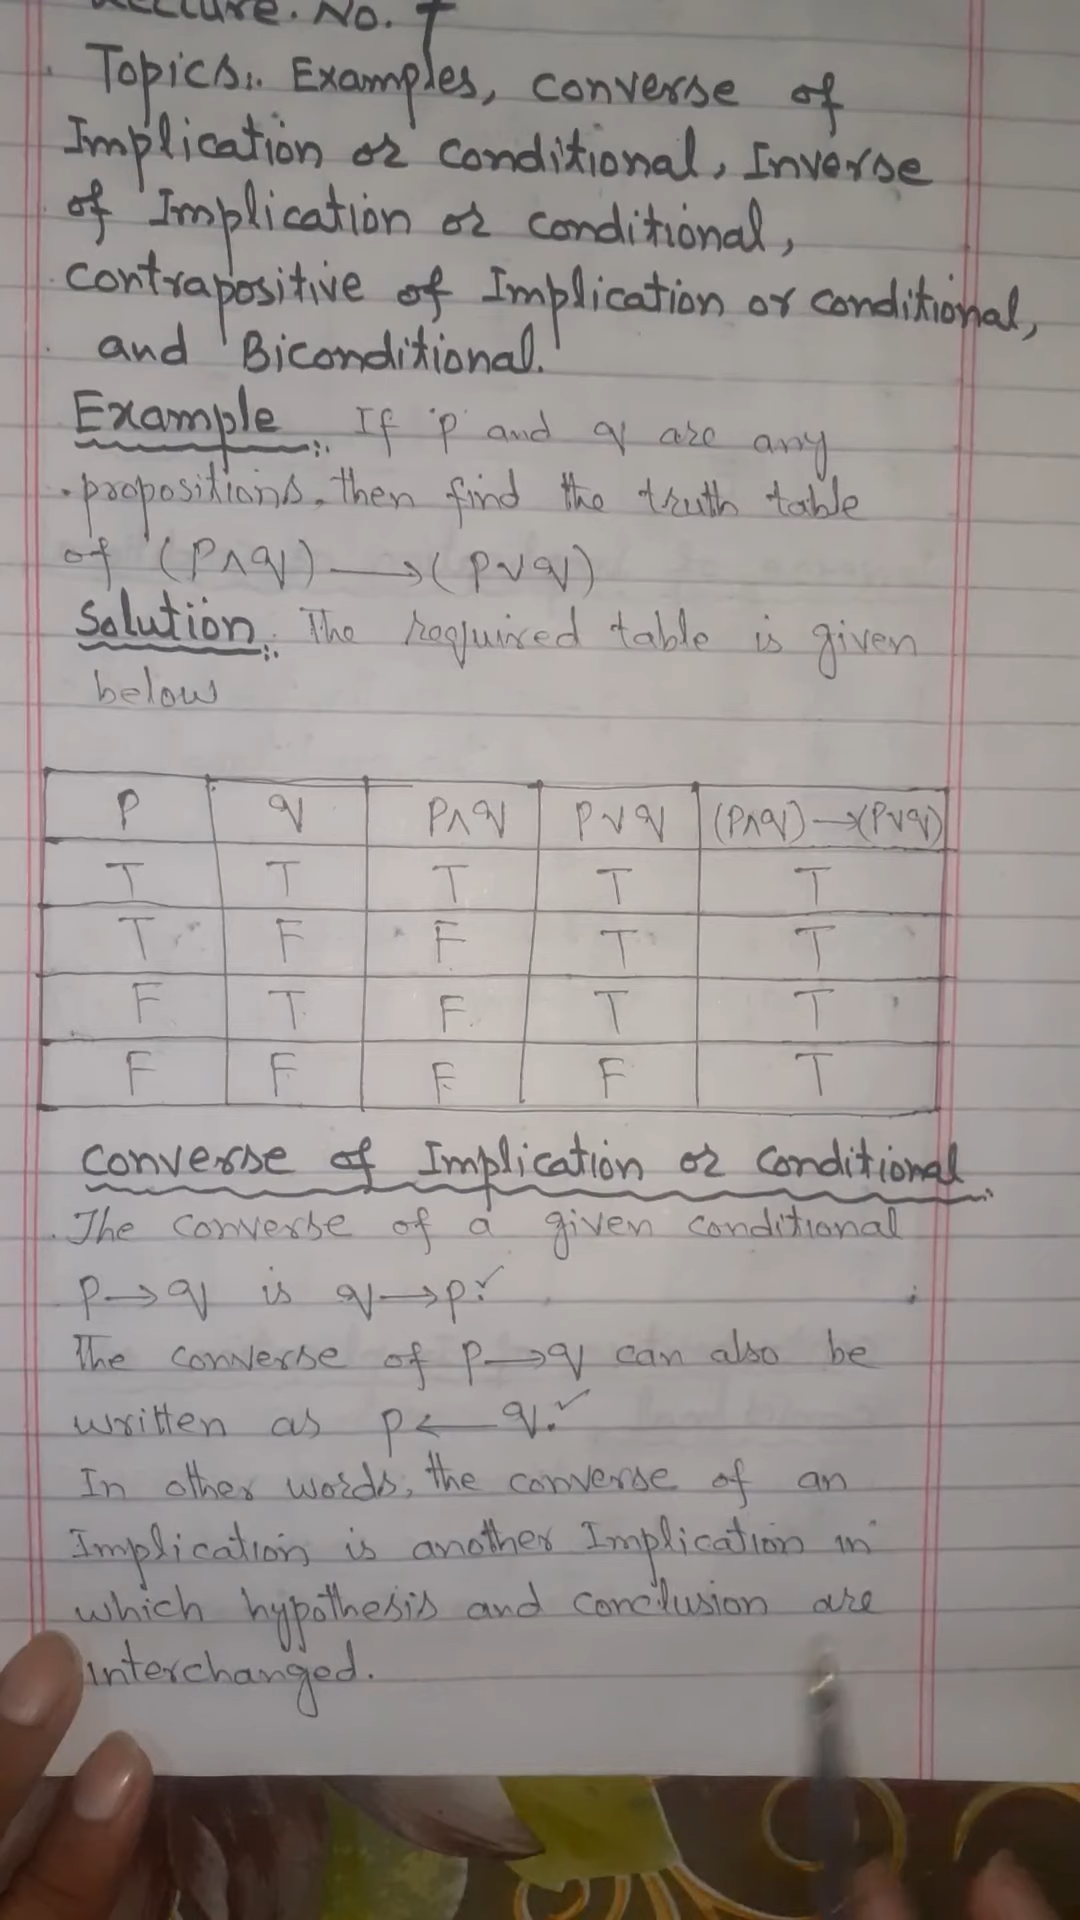 Lecture. No. 7
Topics:. Examples, converse of
Implication or conditional, Inverse
of Implication or conditional,
contrapositive of Implication or conditional,
and Biconditional.
Example:. If p and q are any
propositions, then find the truth table
of (p∧q) → (p∨q)
Solution:. The required table is given
below
p q p∧q p∨q (p∧q)→(p∨q)
T T T T T
T F F T T
F T F T T
F F F F T
Converse of Implication or Conditional:.
The converse of a given conditional
p→q is q→p.✓
The converse of p→q can also be
written as p←q.✓
In other words, the converse of an
Implication is another Implication in
which hypothesis and conclusion are
interchanged.